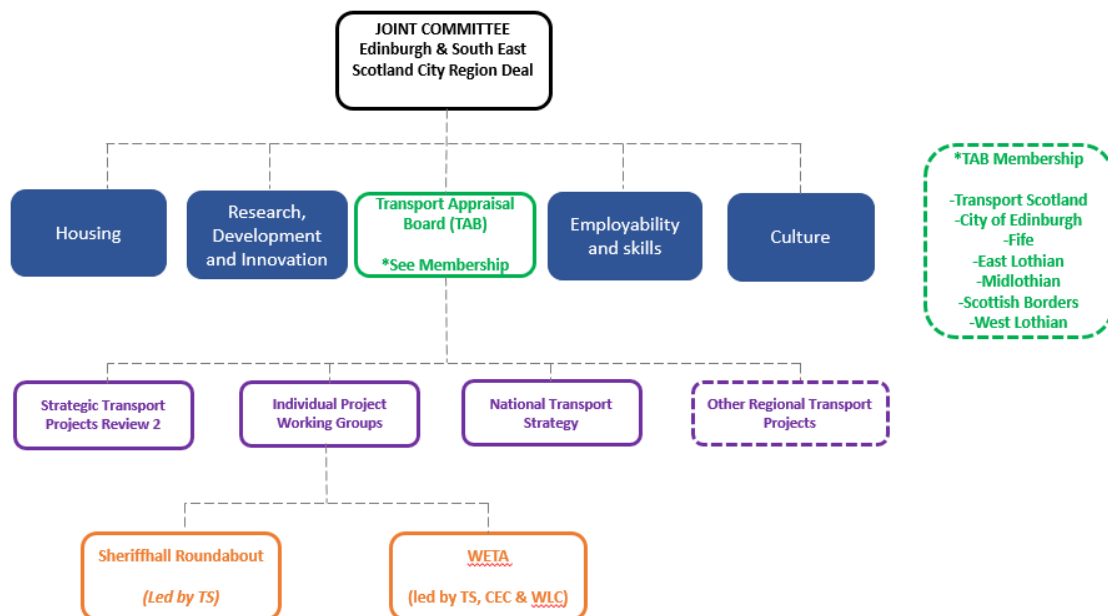 JOINT COMMITTEE
Edinburgh & South East
Scotland City Region Deal
Housing
Research,
Development
and Innovation
Transport Appraisal
Board (TAB)
*See Membership
Employability
and skills
Culture
*TAB Membership
-Transport Scotland
-City of Edinburgh
-Fife
-East Lothian
-Midlothian
-Scottish Borders
-West Lothian
Strategic Transport
Projects Review 2
Individual Project
Working Groups
National Transport
Strategy
Other Regional Transport
Projects
Sheriffhall Roundabout
(Led by TS)
WETA
(led by TS, CEC & WLC)